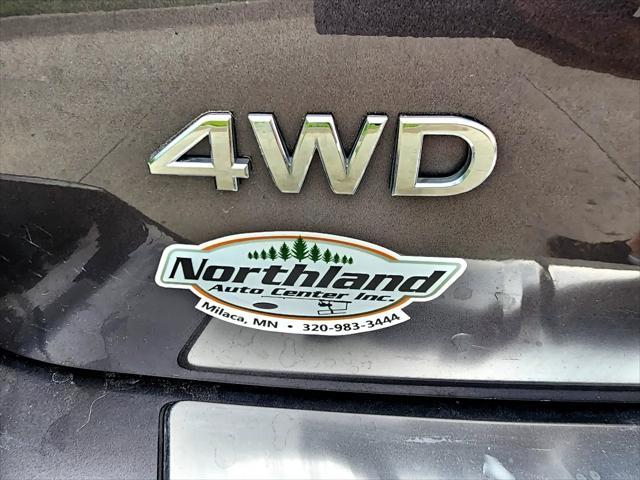 4WD
Northland
Auto Center Inc.
Milaca, MN • 320-983-3444